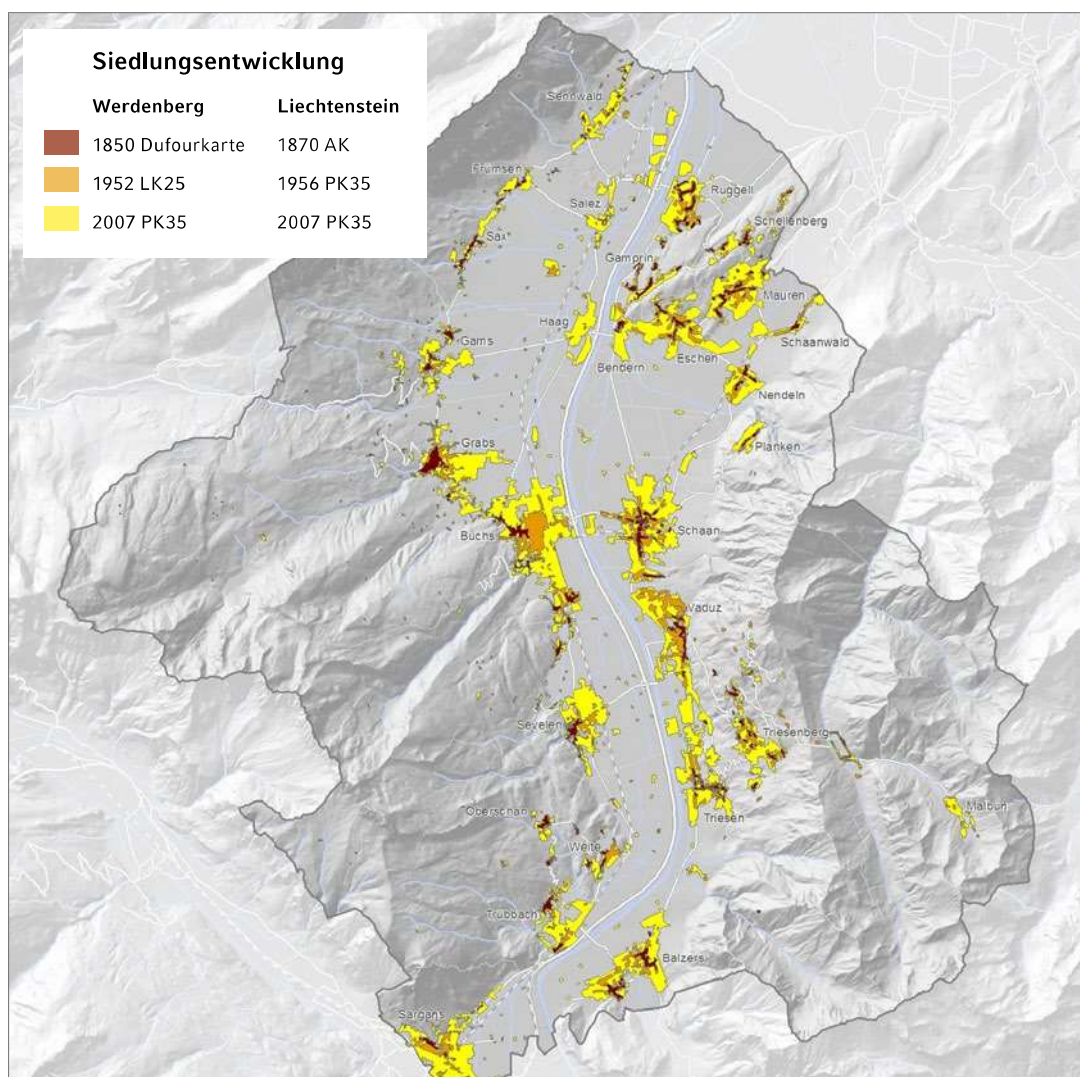 Siedlungsentwicklung
Werdenberg Liechtenstein
1850 Dufourkarte 1870 AK
1952 LK25 1956 PK35
2007 PK35 2007 PK35
Sennwald
Frümsen
Ruggell
Salez
Schellenberg
Sax
Gamprin
Mauren
Haag
Schaanwald
Gams
Eschen
Bendern
Nendeln
Grabs
Planken
Schaan
Buchs
Vaduz
Sevelen
Triesenberg
Malbun
Oberschan
Triesen
Weite
Trübbach
Balzers
Sargans